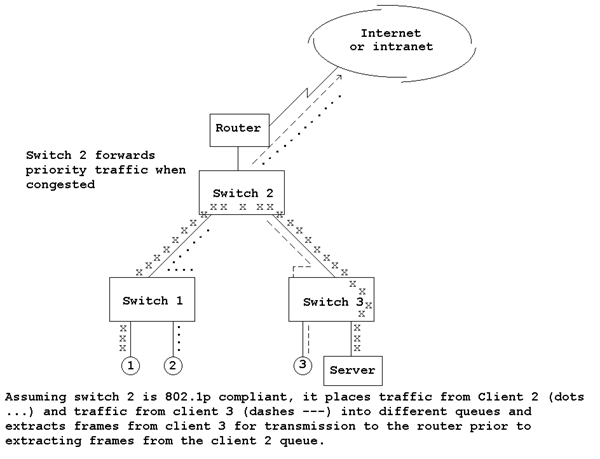 Internet
or intranet
Router
Switch 2 forwards
priority traffic when
congested
Switch 2
Switch 1
Switch 3
1
2
3
Server
Assuming switch 2 is 802.1p compliant, it places traffic from Client 2 (dots
...) and traffic from client 3 (dashes ---) into different queues and
extracts frames from client 3 for transmission to the router prior to
extracting frames from the client 2 queue.